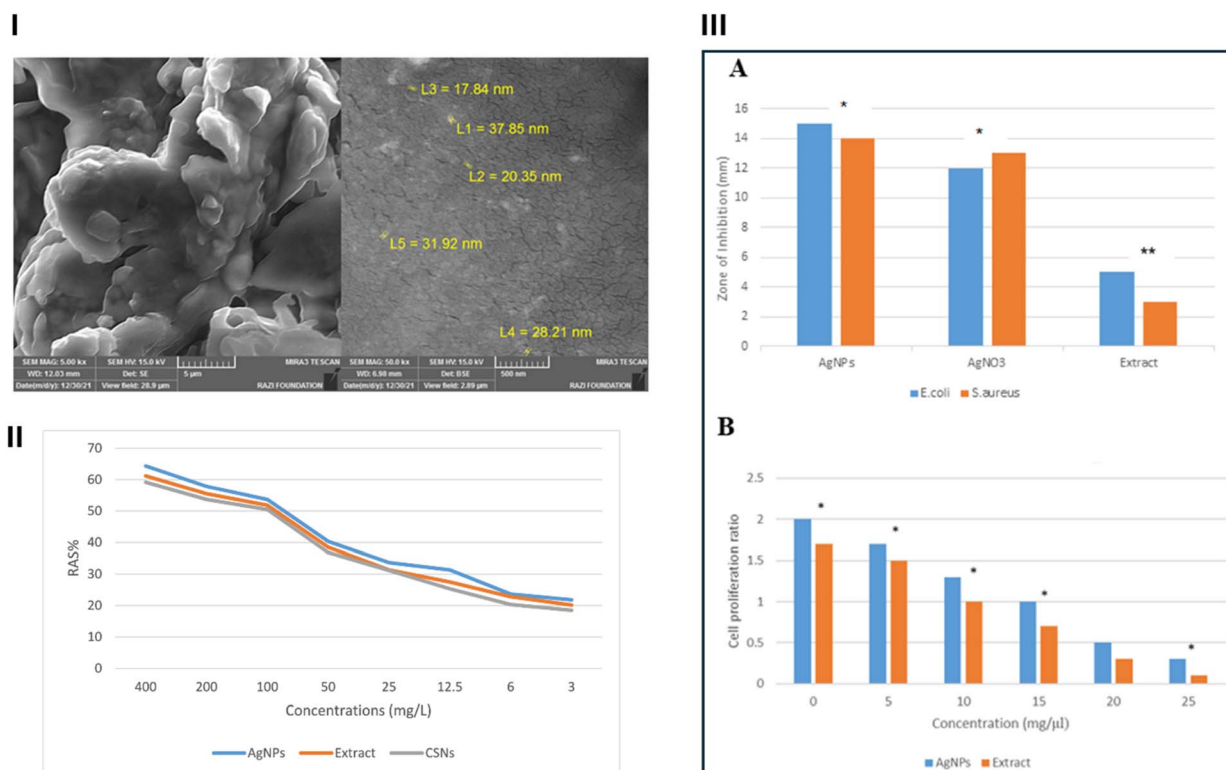 I
L3 = 17.84 nm
L1 = 37.85 nm
L2 = 20.35 nm
L5 = 31.92 nm
L4 = 28.21 nm
SEM MAG: 5.00 kx
SEM HV: 15.0 kV
WD: 12.03 mm
Det: SE
5 µm
Date(m/d/y): 12/30/21
View field: 28.9 µm
SEM MAG: 50.0 kx
SEM HV: 15.0 kV
MIRA3 TESCAN
WD: 6.98 mm
Det: BSE
500 nm
Date(m/d/y): 12/30/21
View field: 2.89 µm
RAZI FOUNDATION
II
RAS%
70
60
50
40
30
20
10
0
400 200 100 50 25 12.5 6 3
Concentrations (mg/L)
AgNPs Extract CSNs
III
A
Zone of Inhibition (mm)
16
14
12
10
8
6
4
2
0
* * **
AgNPs AgNO3 Extract
E.coli S.aureus
B
Cell proliferation ratio
2.5
2
1.5
1
0.5
0
* * * * *
0 5 10 15 20 25
Concentration (mg/µl)
AgNPs Extract